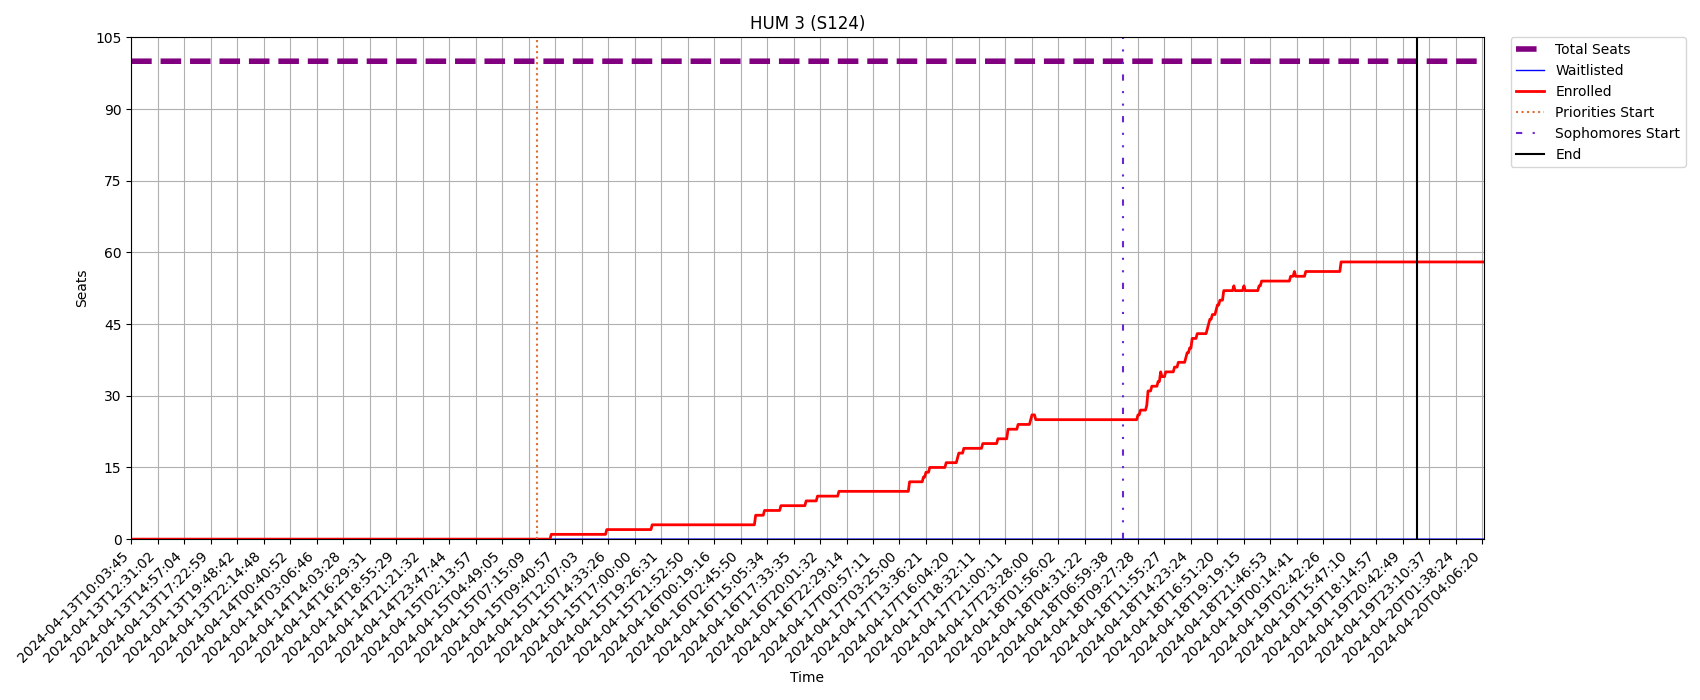 HUM 3 (S124)
105
90
75
60
45
30
15
0
Seats
2024-04-13T10:03:45
2024-04-13T12:31:02
2024-04-13T14:57:04
2024-04-13T17:22:59
2024-04-13T19:48:42
2024-04-13T22:14:48
2024-04-14T00:40:52
2024-04-14T03:06:46
2024-04-14T14:03:28
2024-04-14T16:29:31
2024-04-14T18:55:29
2024-04-14T21:21:32
2024-04-14T23:47:44
2024-04-15T02:13:57
2024-04-15T04:49:05
2024-04-15T07:15:09
2024-04-15T09:40:57
2024-04-15T12:07:03
2024-04-15T14:33:26
2024-04-15T17:00:00
2024-04-15T19:26:31
2024-04-15T21:52:50
2024-04-16T00:19:16
2024-04-16T02:45:50
2024-04-16T15:05:34
2024-04-16T17:33:35
2024-04-16T20:01:32
2024-04-16T22:29:14
2024-04-17T00:57:11
2024-04-17T03:25:00
2024-04-17T13:36:21
2024-04-17T16:04:20
2024-04-17T18:32:11
2024-04-17T21:00:11
2024-04-17T23:28:00
2024-04-18T01:56:02
2024-04-18T04:31:22
2024-04-18T06:59:38
2024-04-18T09:27:28
2024-04-18T11:55:27
2024-04-18T14:23:24
2024-04-18T16:51:20
2024-04-18T19:19:15
2024-04-18T21:46:53
2024-04-19T00:14:41
2024-04-19T02:42:26
2024-04-19T15:47:10
2024-04-19T18:14:57
2024-04-19T20:42:49
2024-04-19T23:10:37
2024-04-20T01:38:24
2024-04-20T04:06:20
Time
Total Seats
Waitlisted
Enrolled
Priorities Start
Sophomores Start
End